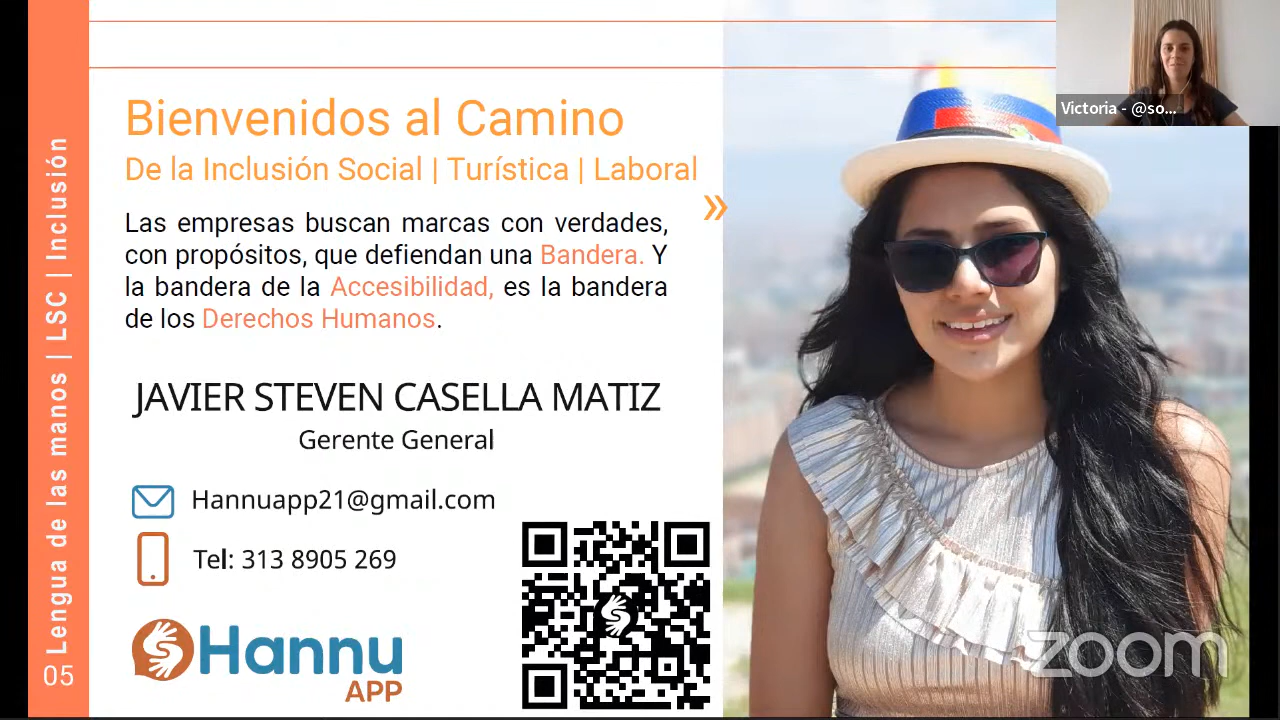 Bienvenidos al Camino
De la Inclusión Social | Turística | Laboral
»
Las empresas buscan marcas con verdades,
con propósitos, que defiendan una Bandera. Y
la bandera de la Accesibilidad, es la bandera
de los Derechos Humanos.
JAVIER STEVEN CASELLA MATIZ
Gerente General
Hannuapp21@gmail.com
Tel: 313 8905 269
Hannu
APP
Lengua de las manos | LSC | Inclusión
05
Victoria - @so...
zoom